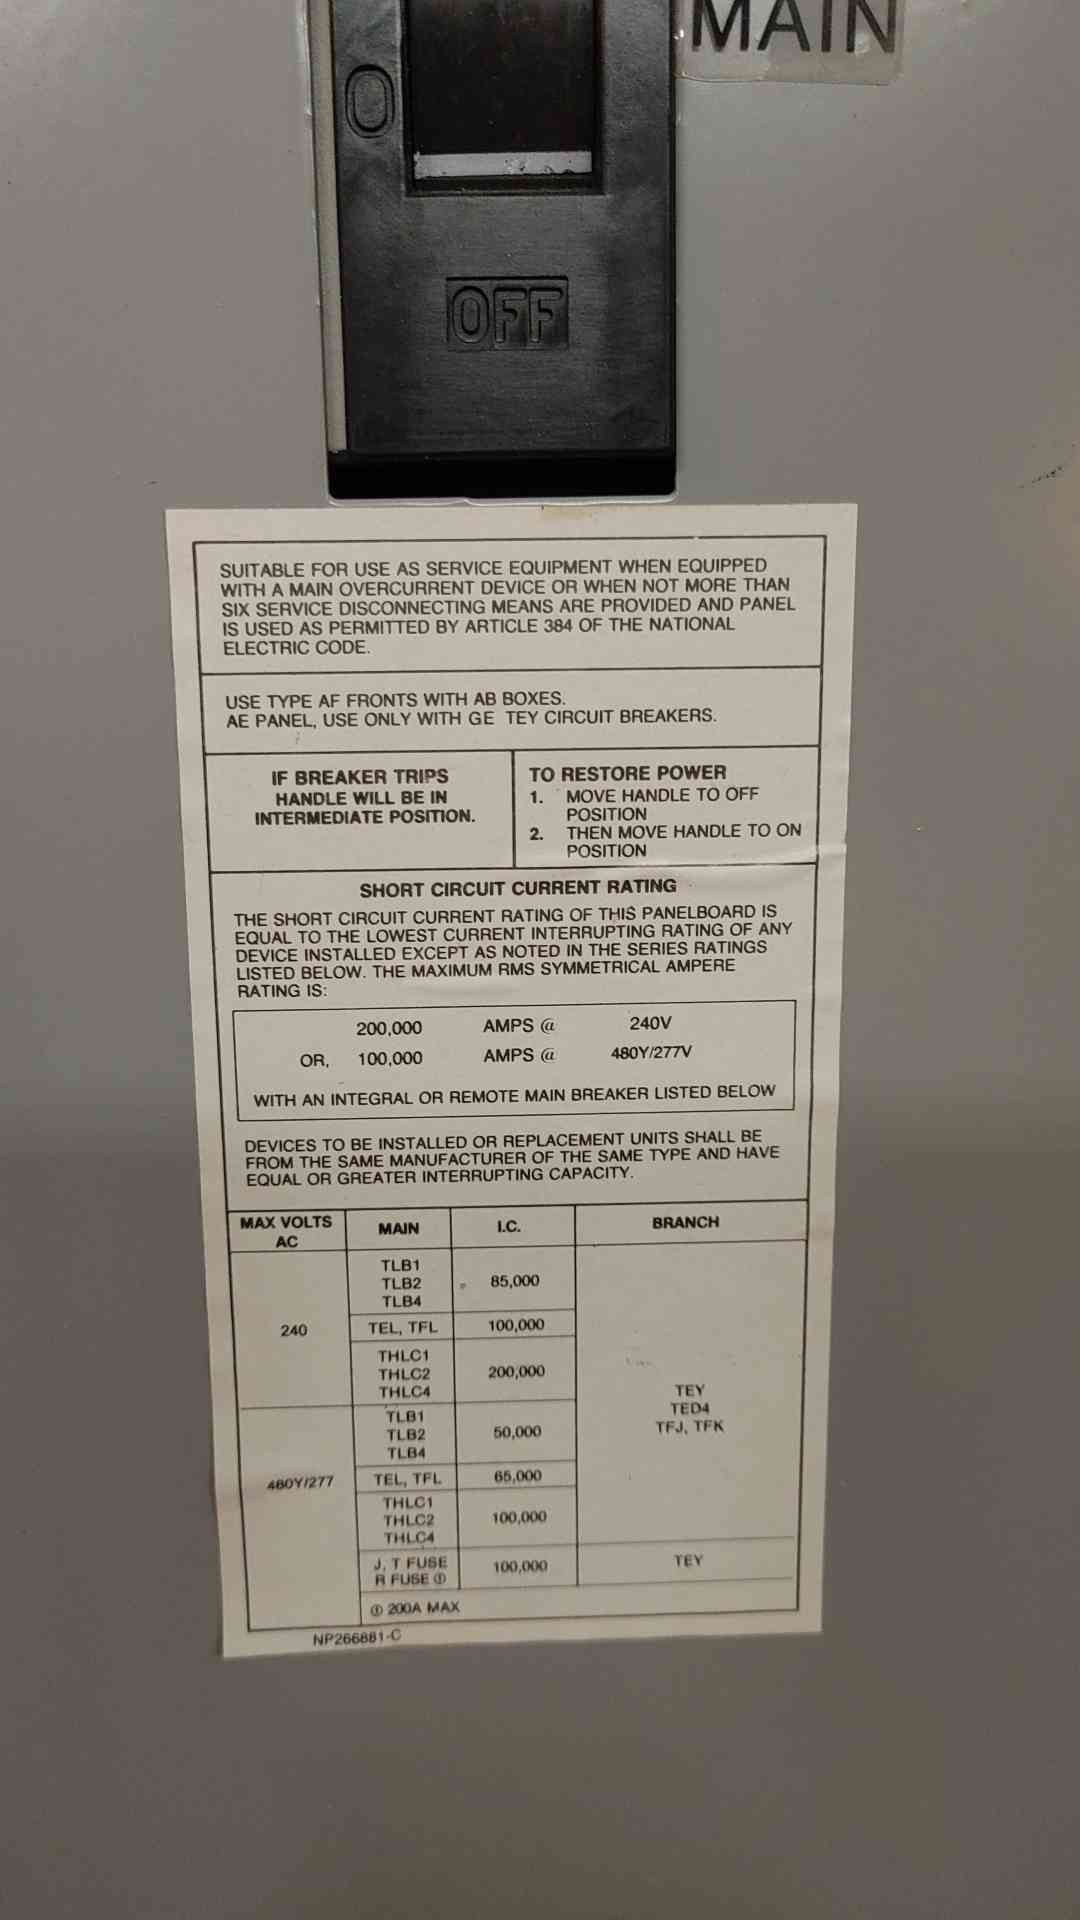 MAIN
O
OFF
SUITABLE FOR USE AS SERVICE EQUIPMENT WHEN EQUIPPED
WITH A MAIN OVERCURRENT DEVICE OR WHEN NOT MORE THAN
SIX SERVICE DISCONNECTING MEANS ARE PROVIDED AND PANEL
IS USED AS PERMITTED BY ARTICLE 384 OF THE NATIONAL
ELECTRIC CODE.
USE TYPE AF FRONTS WITH AB BOXES.
AE PANEL, USE ONLY WITH GE TEY CIRCUIT BREAKERS.
IF BREAKER TRIPS
HANDLE WILL BE IN
INTERMEDIATE POSITION.
TO RESTORE POWER
1. MOVE HANDLE TO OFF
POSITION
2. THEN MOVE HANDLE TO ON
POSITION
SHORT CIRCUIT CURRENT RATING
THE SHORT CIRCUIT CURRENT RATING OF THIS PANELBOARD IS
EQUAL TO THE LOWEST CURRENT INTERRUPTING RATING OF ANY
DEVICE INSTALLED EXCEPT AS NOTED IN THE SERIES RATINGS
LISTED BELOW. THE MAXIMUM RMS SYMMETRICAL AMPERE
RATING IS:
200,000 AMPS @ 240V
OR, 100,000 AMPS @ 480Y/277V
WITH AN INTEGRAL OR REMOTE MAIN BREAKER LISTED BELOW
DEVICES TO BE INSTALLED OR REPLACEMENT UNITS SHALL BE
FROM THE SAME MANUFACTURER OF THE SAME TYPE AND HAVE
EQUAL OR GREATER INTERRUPTING CAPACITY.
MAX VOLTS
AC
MAIN
I.C.
BRANCH
240
TLB1
TLB2
TLB4
85,000
TEL, TFL
100,000
THLC1
THLC2
THLC4
200,000
480Y/277
TLB1
TLB2
TLB4
50,000
TEL, TFL
65,000
THLC1
THLC2
THLC4
100,000
TEY
TED4
TFJ, TFK
J, T FUSE
R FUSE ①
100,000
TEY
① 200A MAX
NP266881-C